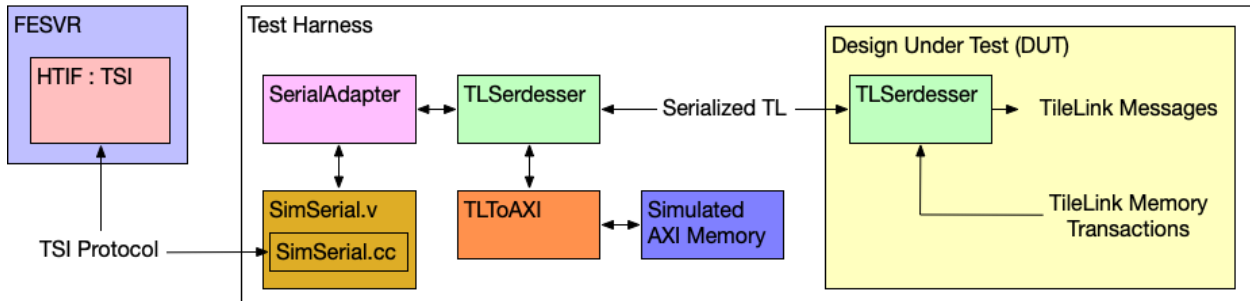 FESVR
HTIF : TSI
TSI Protocol
Test Harness
SerialAdapter
TLSerdesser
Serialized TL
SimSerial.v
SimSerial.cc
TLToAXI
Simulated
AXI Memory
Design Under Test (DUT)
TLSerdesser
TileLink Messages
TileLink Memory
Transactions